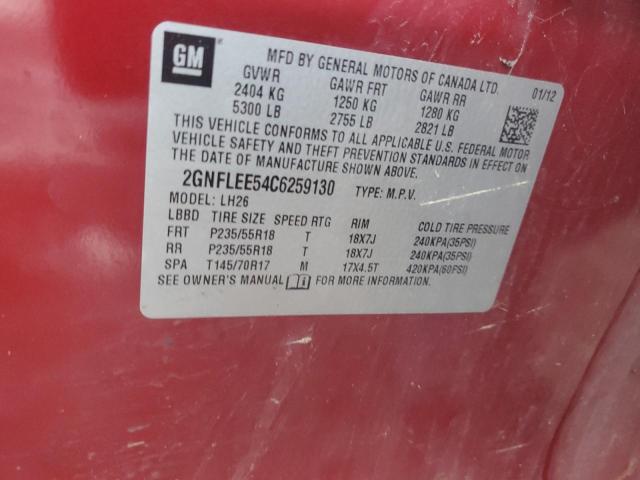 GM
MFD BY GENERAL MOTORS OF CANADA LTD.
GVWR GAWR FRT GAWR RR 01/12
2404 KG 1250 KG 1280 KG
5300 LB 2755 LB 2821 LB
THIS VEHICLE CONFORMS TO ALL APPLICABLE U.S. FEDERAL MOTOR
VEHICLE SAFETY AND THEFT PREVENTION STANDARDS IN EFFECT ON
THE DATE OF MANUFACTURE SHOWN ABOVE.
2GNFLEE54C6259130 TYPE: M.P.V.
MODEL: LH26
LBBD TIRE SIZE SPEED RTG RIM COLD TIRE PRESSURE
FRT P235/55R18 T 18X7J 240KPA(35PSI)
RR P235/55R18 T 18X7J 240KPA(35PSI)
SPA T145/70R17 M 17X4.5T 420KPA(60PSI)
SEE OWNER'S MANUAL FOR MORE INFORMATION.